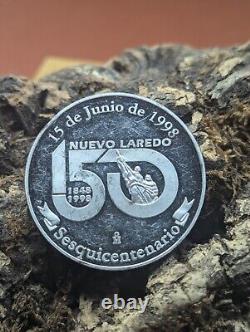 15 de Junio de 1998
NUEVO LAREDO
150
1848
1998
Sesquicentenario